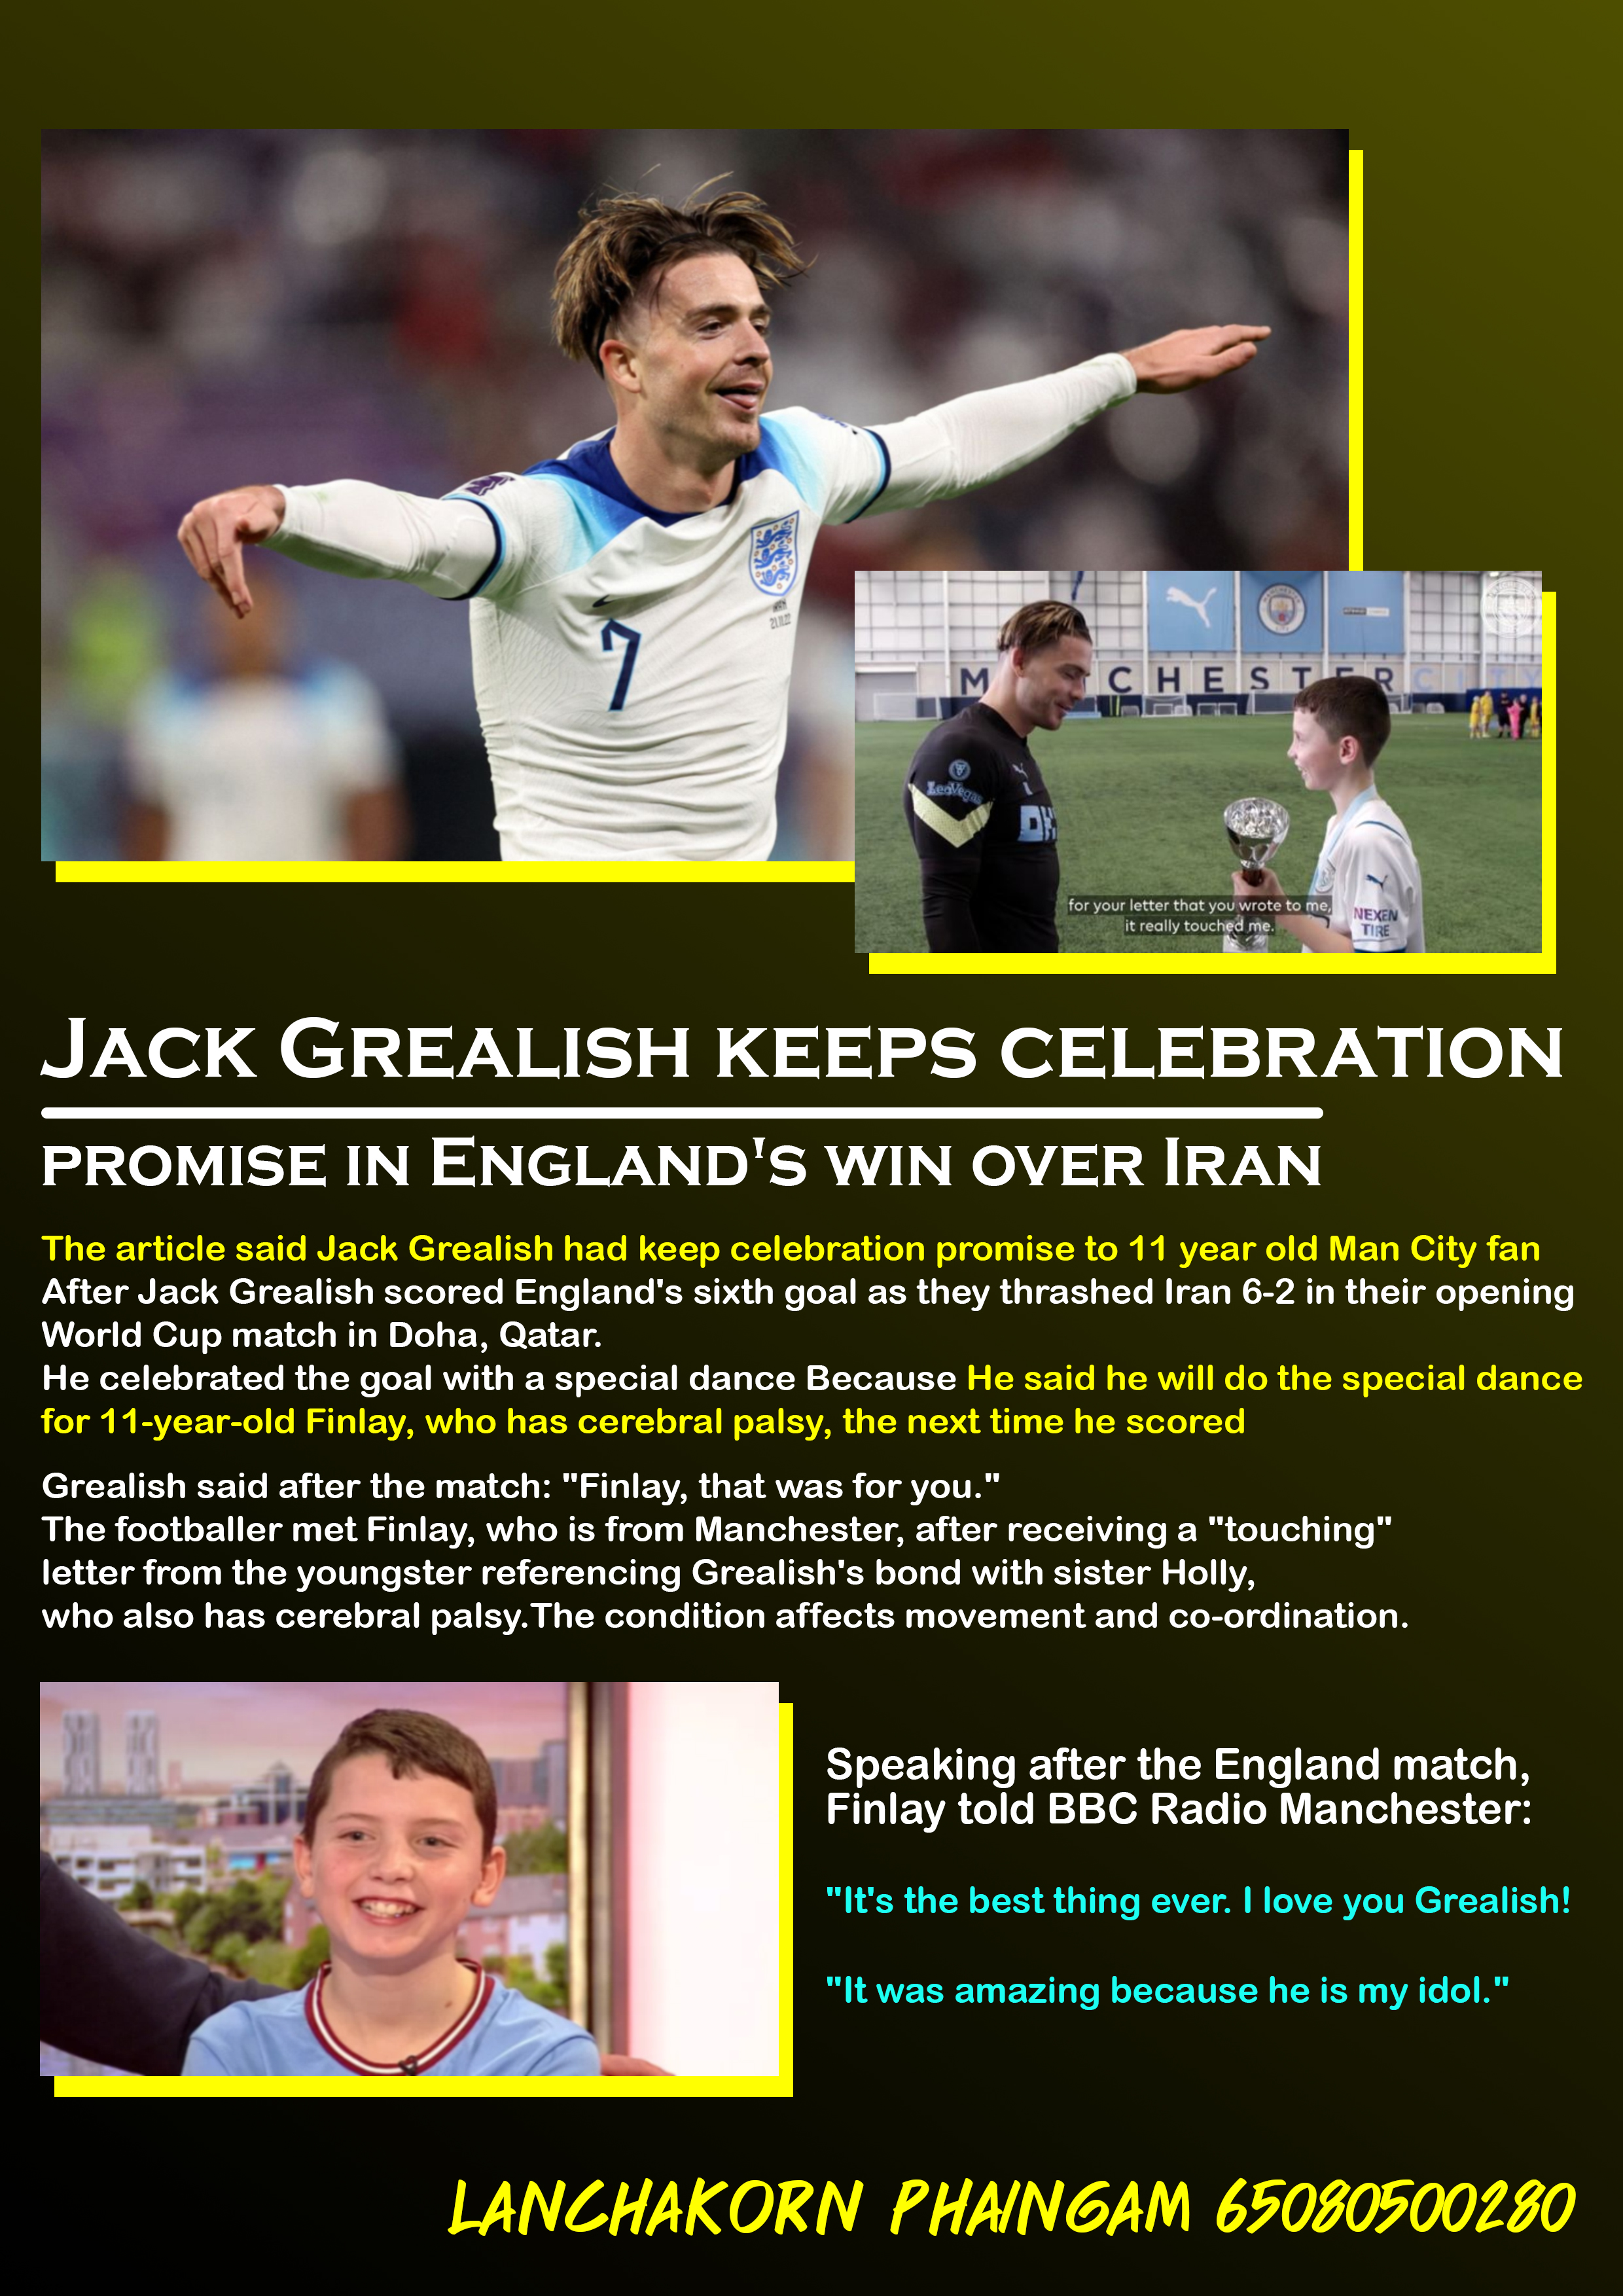 7
21.11.22
MANCHESTER CITY
LeoVegas
for your letter that you wrote to me,
it really touched me.
NEXEN
TIRE
Jack Grealish keeps celebration
promise in England's win over Iran
The article said Jack Grealish had keep celebration promise to 11 year old Man City fan
After Jack Grealish scored England's sixth goal as they thrashed Iran 6-2 in their opening
World Cup match in Doha, Qatar.
He celebrated the goal with a special dance Because He said he will do the special dance
for 11-year-old Finlay, who has cerebral palsy, the next time he scored
Grealish said after the match: "Finlay, that was for you."
The footballer met Finlay, who is from Manchester, after receiving a "touching"
letter from the youngster referencing Grealish's bond with sister Holly,
who also has cerebral palsy.The condition affects movement and co-ordination.
Speaking after the England match,
Finlay told BBC Radio Manchester:
"It's the best thing ever. I love you Grealish!
"It was amazing because he is my idol."
LANCHAKORN PHAINGAM 65080500280